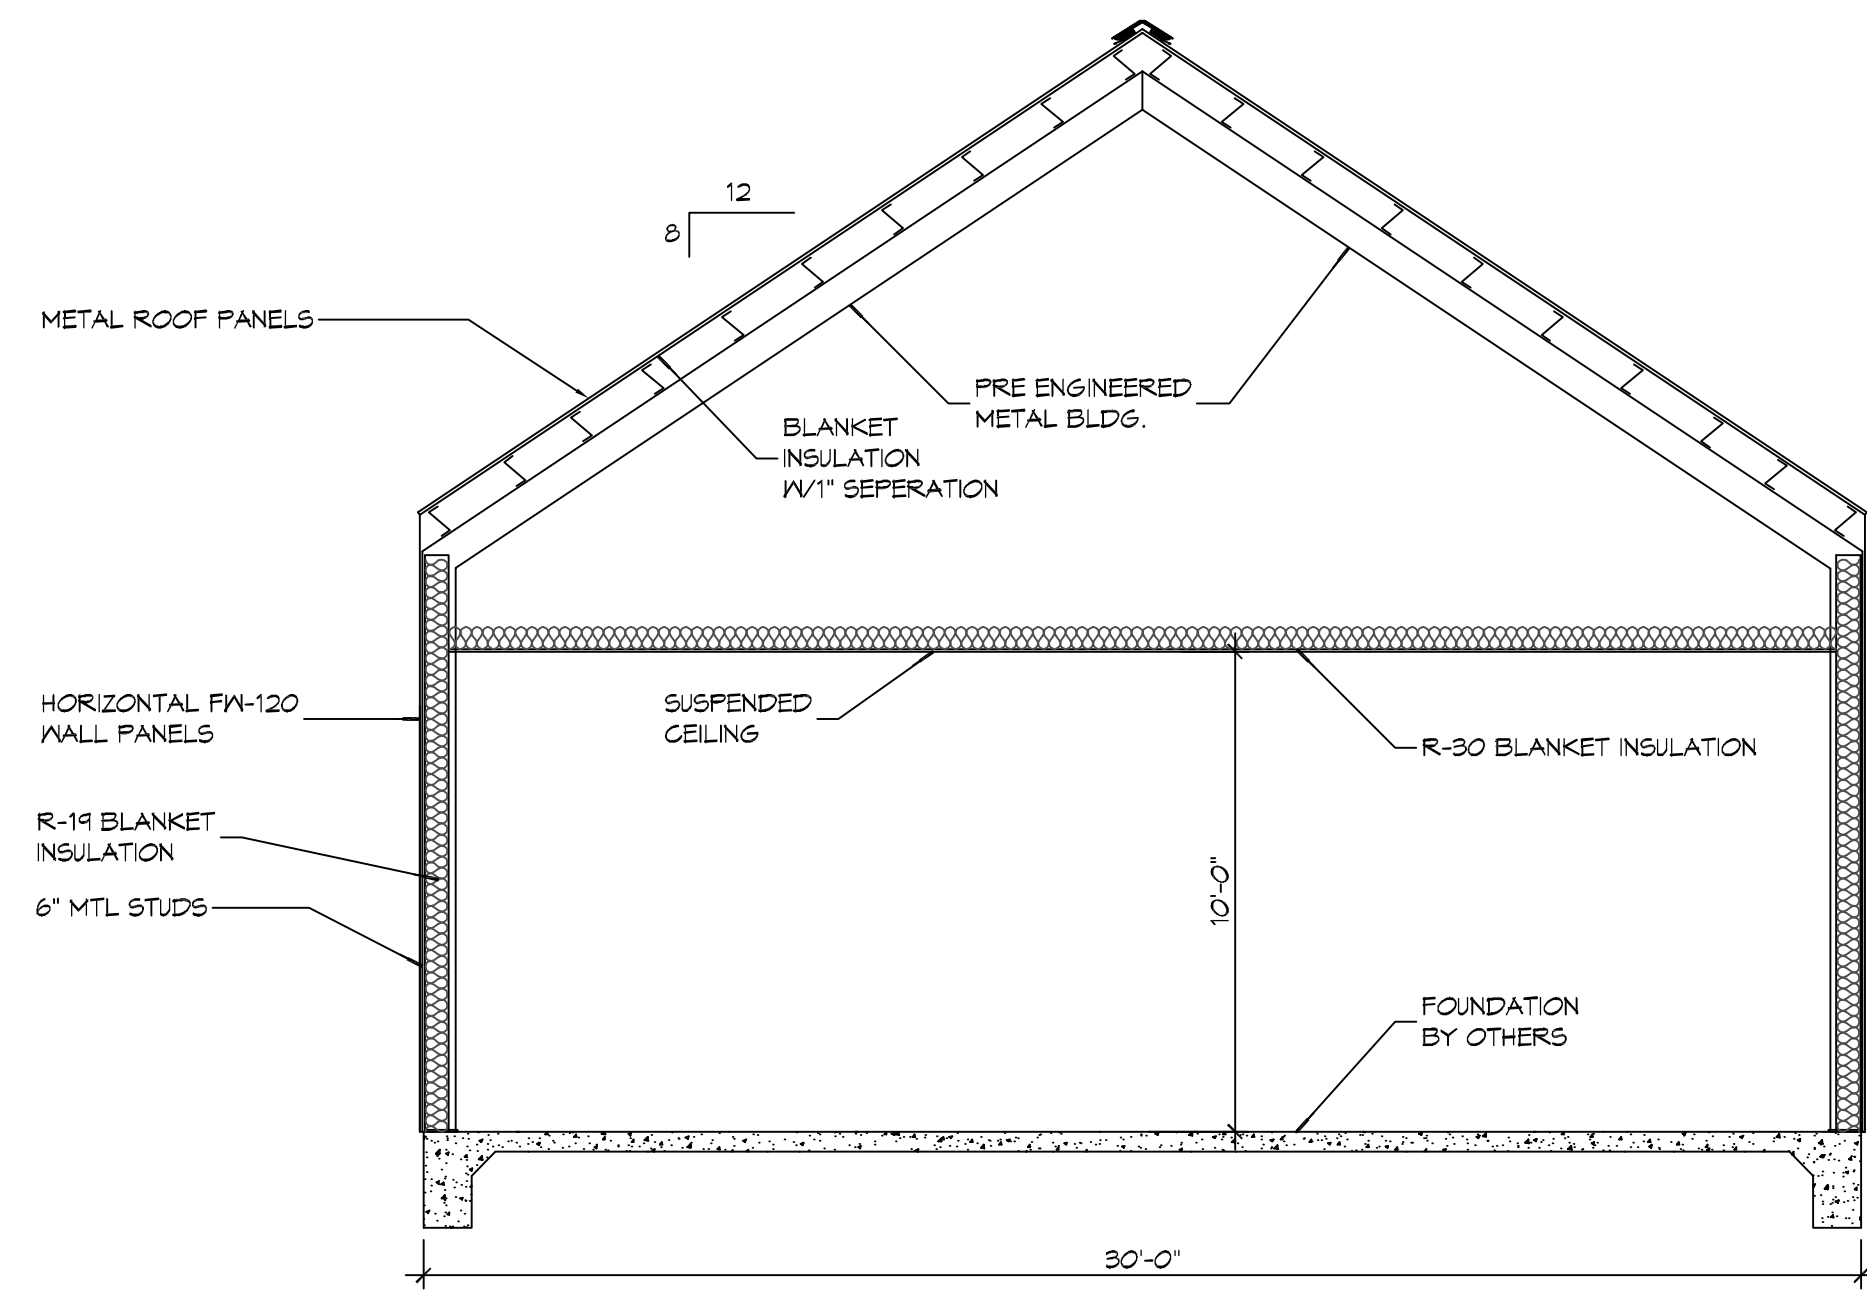 12
8
METAL ROOF PANELS
PRE ENGINEERED
METAL BLDG.
BLANKET
INSULATION
W/1" SEPERATION
HORIZONTAL FW-120
WALL PANELS
SUSPENDED
CEILING
R-30 BLANKET INSULATION
R-19 BLANKET
INSULATION
6" MTL STUDS
10'-0"
FOUNDATION
BY OTHERS
30'-0"